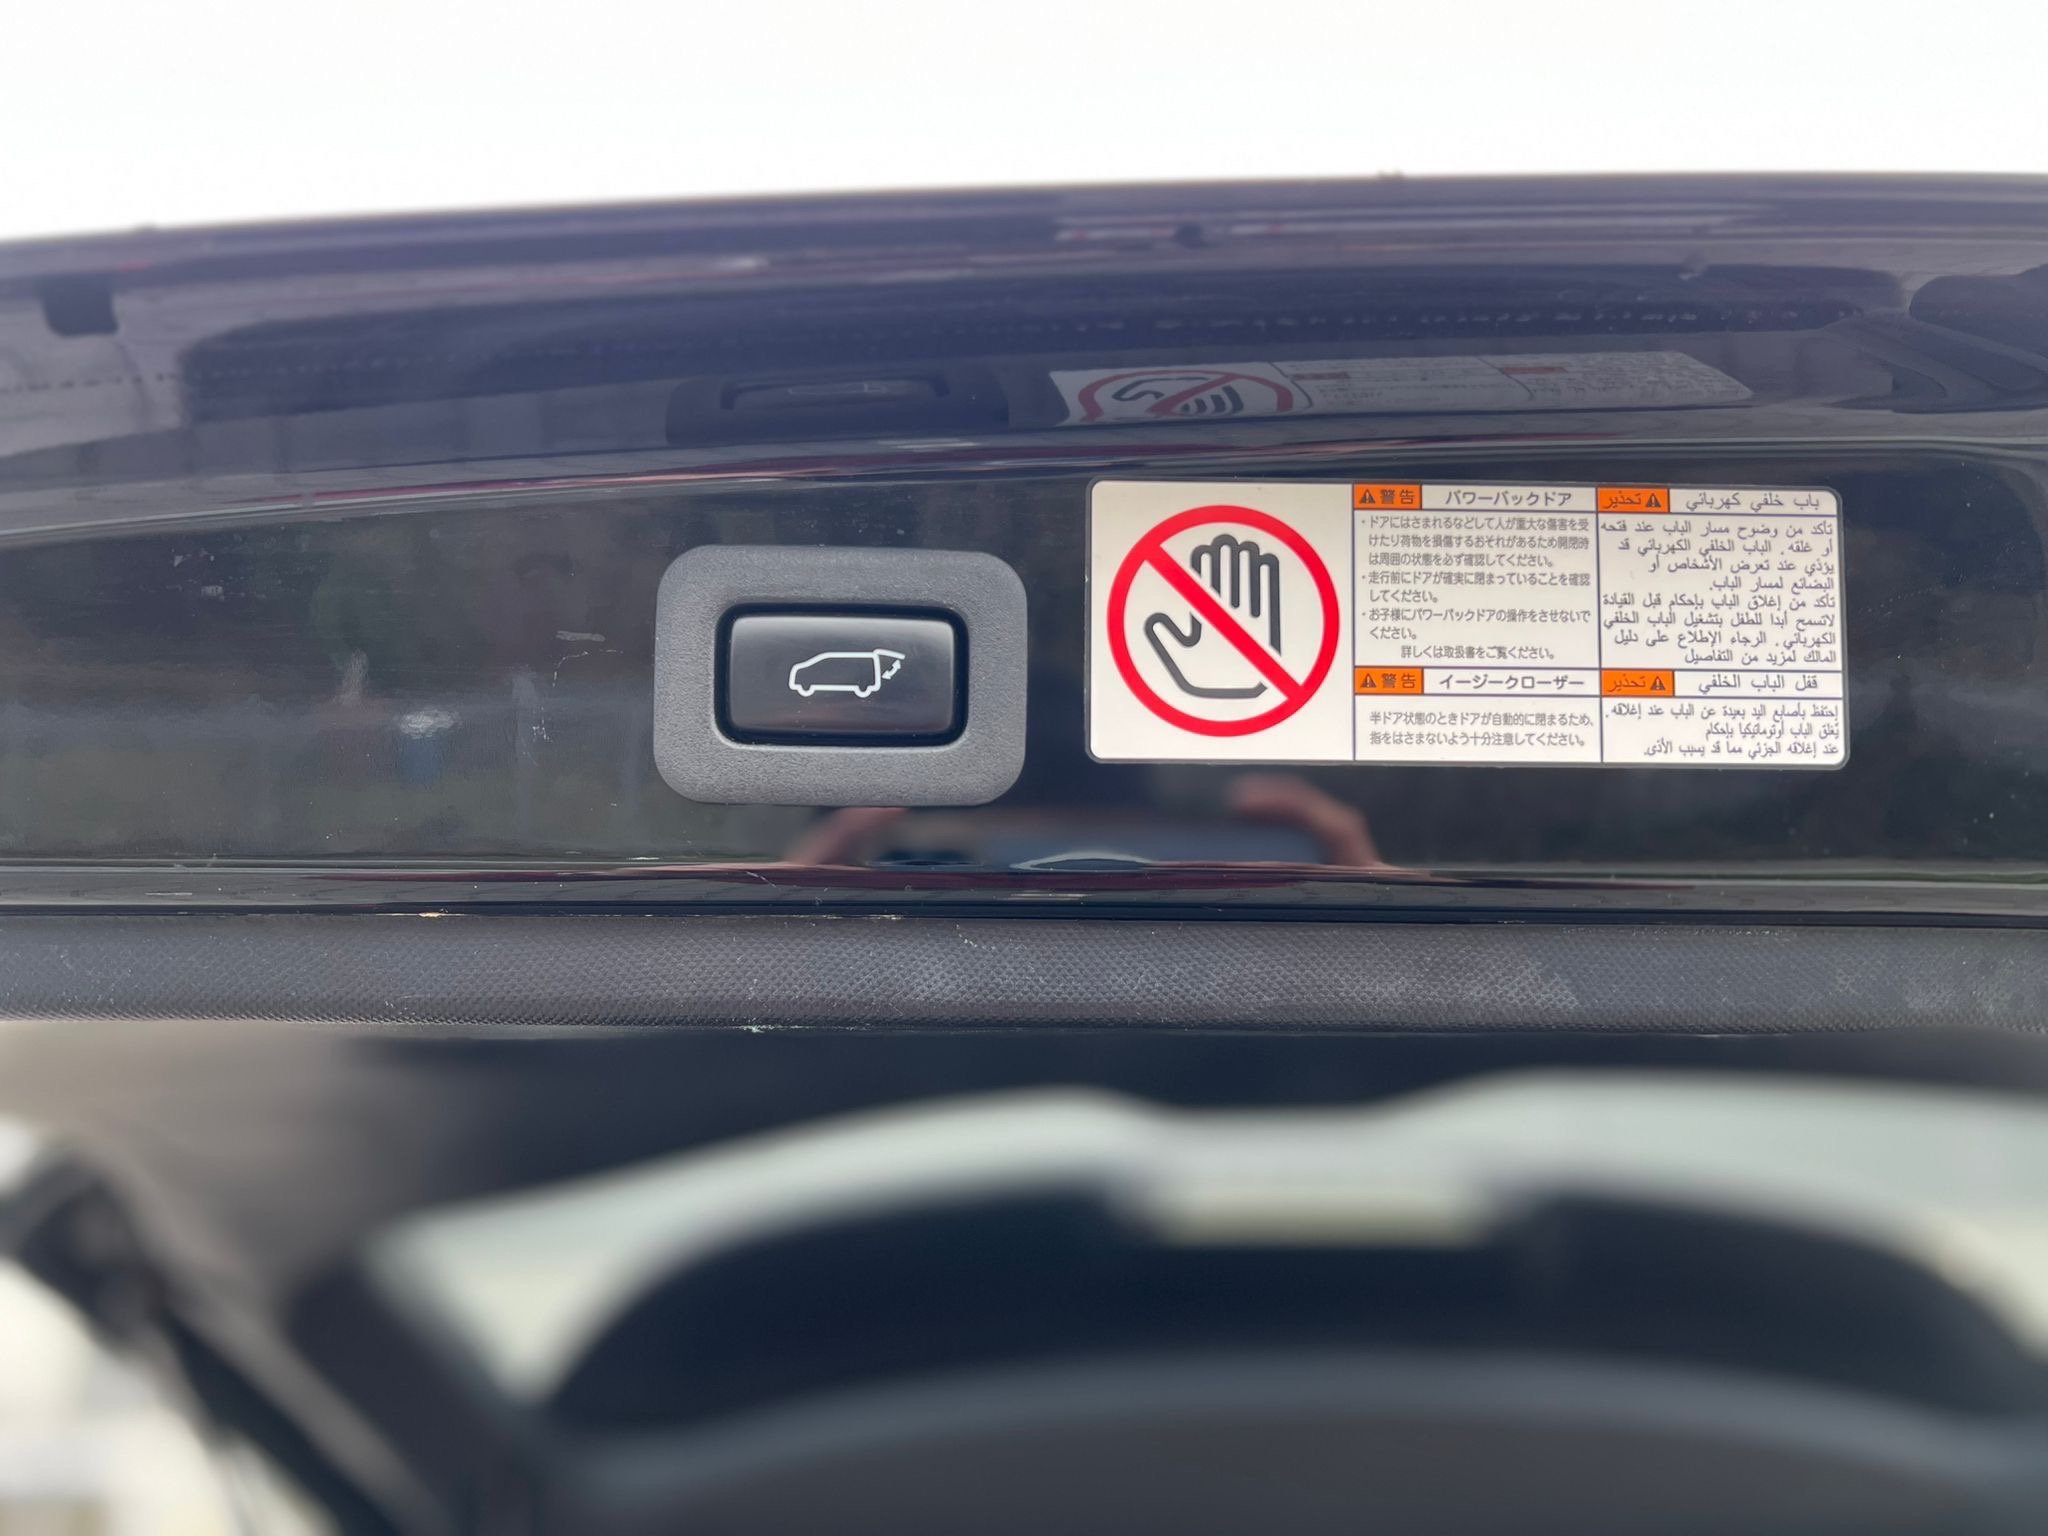 警告 パワーバックドア
・ドアにはさまれるなどして人が重大な傷害を受
けたり荷物を損傷するおそれがあるため開閉時
は周囲の状態を必ず確認してください。
・走行前にドアが確実に閉まっていることを確認
してください。
・お子様にパワーバックドアの操作をさせないで
ください。
詳しくは取扱書をご覧ください。
警告 イージークローザー
半ドア状態のときドアが自動的に閉まるため、
指をはさまないよう十分注意してください。
تحذير باب خلفي كهربائي
تأكد من وضوح مسار الباب عند فتحه
أو غلقه. الباب الخلفي الكهربائي قد
يؤذي عند تعرض الأشخاص أو
البضائع لمسار الباب.
تأكد من إغلاق الباب بإحكام قبل القيادة
لاتسمح أبدا للطفل بتشغيل الباب الخلفي
الكهربائي. الرجاء الإطلاع على دليل
المالك لمزيد من التفاصيل
تحذير قفل الباب الخلفي
إحتفظ بأصابع اليد بعيدة عن الباب عند إغلاقه.
يُغلق الباب أوتوماتيكيا بإحكام
عند إغلاقه الجزئي مما قد يسبب الأذى.